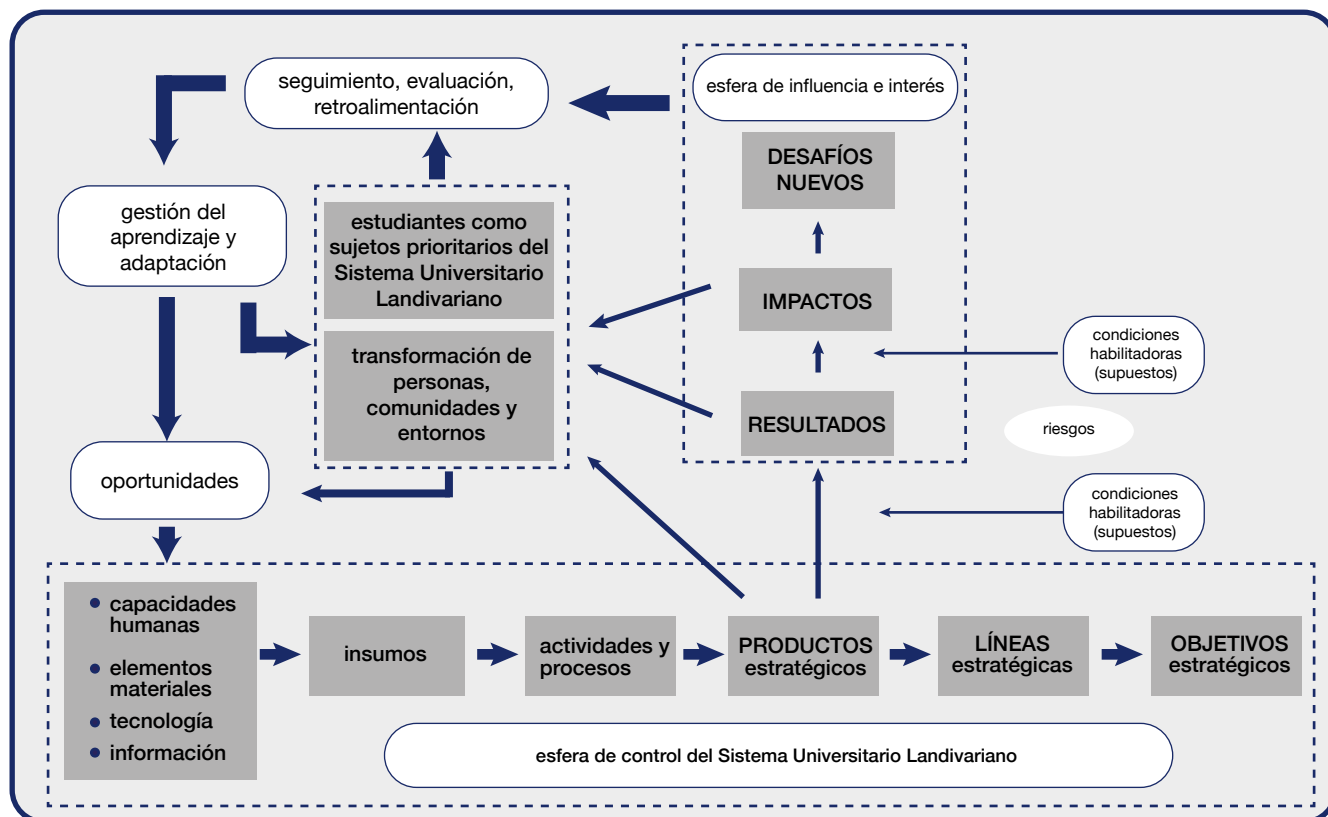 seguimiento, evaluación,
retroalimentación
esfera de influencia e interés
DESAFÍOS
NUEVOS
gestión del
aprendizaje y
adaptación
estudiantes como
sujetos prioritarios del
Sistema Universitario
Landivariano
IMPACTOS
condiciones
habilitadoras
(supuestos)
transformación de
personas,
comunidades y
entornos
RESULTADOS
riesgos
oportunidades
condiciones
habilitadoras
(supuestos)
• capacidades
humanas
• elementos
materiales
• tecnología
• información
insumos
actividades y
procesos
PRODUCTOS
estratégicos
LÍNEAS
estratégicas
OBJETIVOS
estratégicos
esfera de control del Sistema Universitario Landivariano